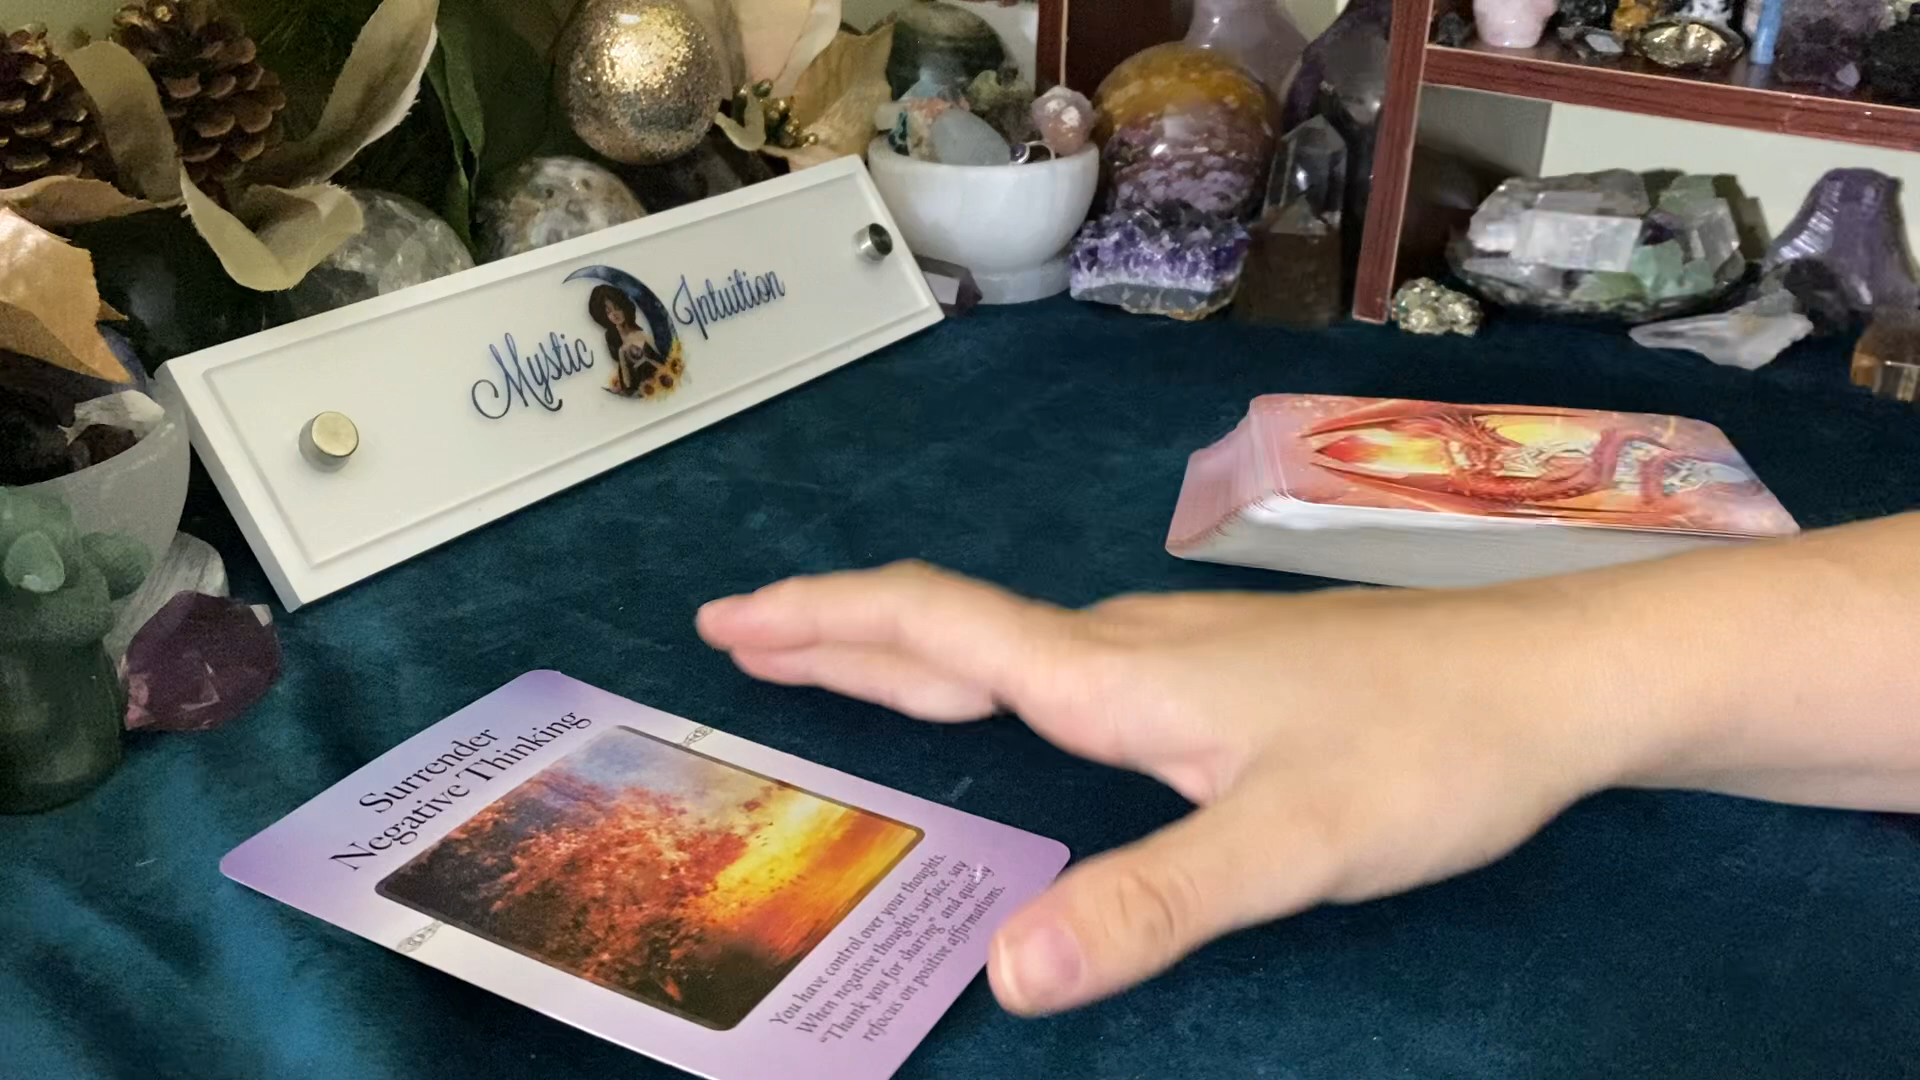 Mystic Intuition
Surrender
Negative Thinking
You have control over your thoughts.
When negative thoughts surface, say
“Thank you for sharing” and quickly
refocus on positive affirmations.